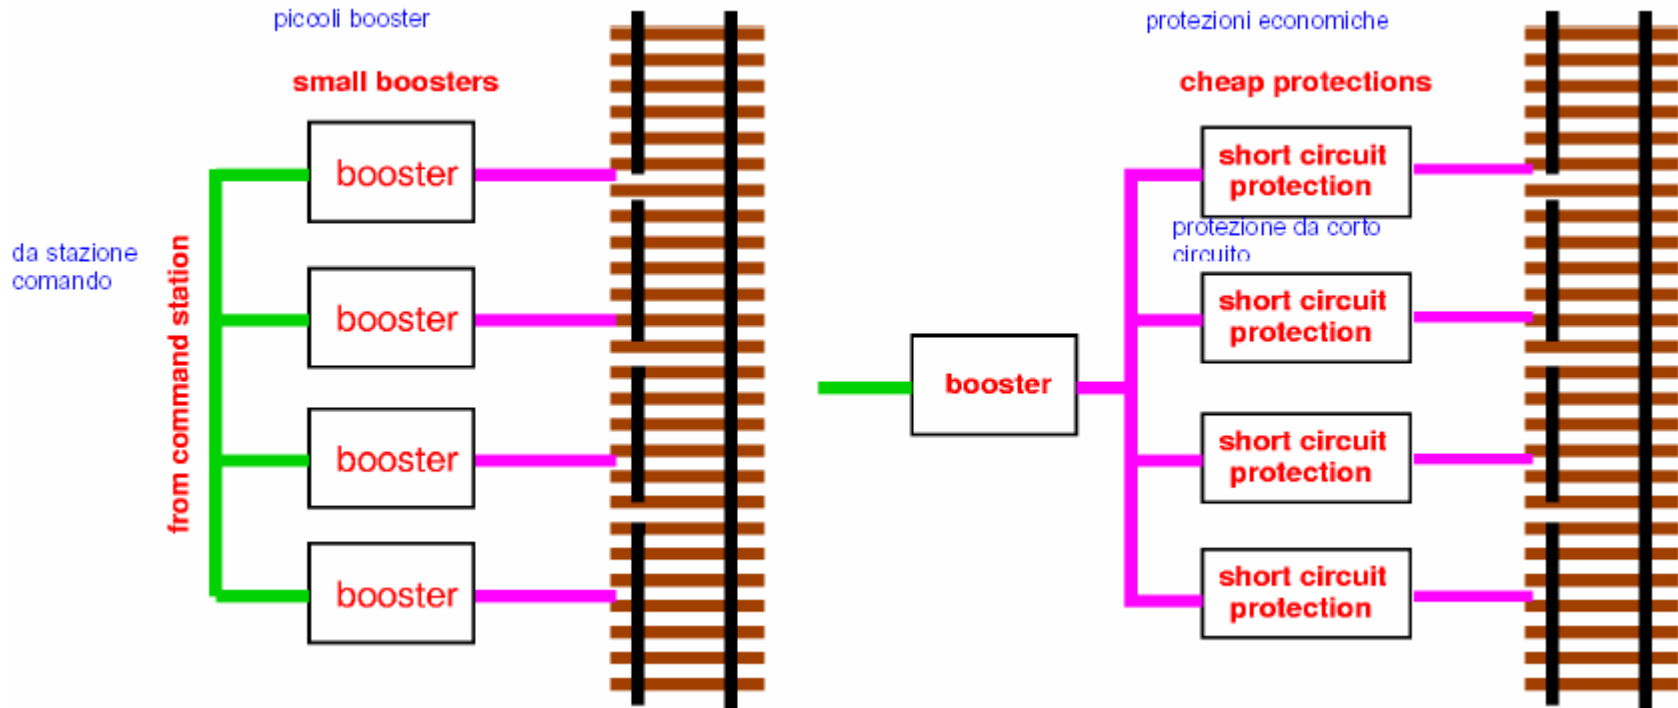 piccoli booster
small boosters
booster
booster
booster
booster
da stazione
comando
from command station
protezioni economiche
cheap protections
short circuit
protection
protezione da corto
circuito
short circuit
protection
booster
short circuit
protection
short circuit
protection